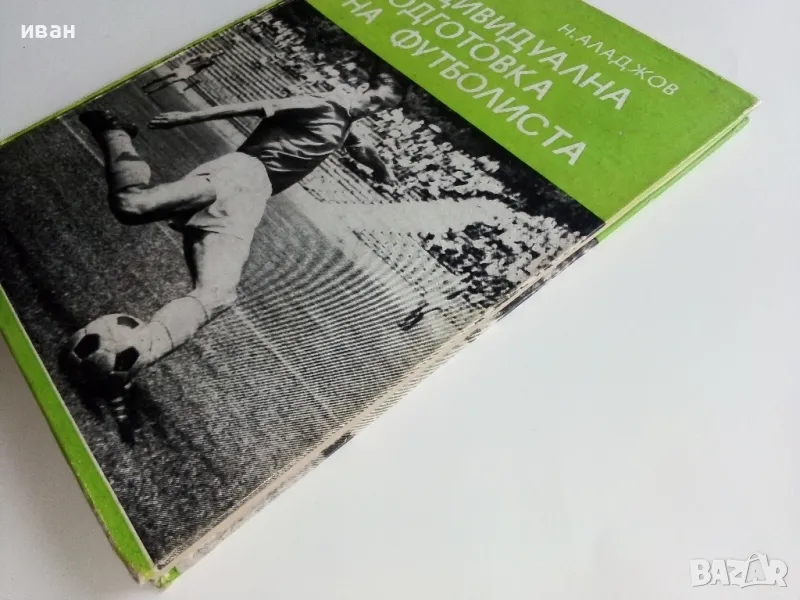 иван
Н. АЛАДЖОВ
ДИВИДУАЛНА
ОДГОТОВКА
НА ФУТБОЛИСТА
BAZAR